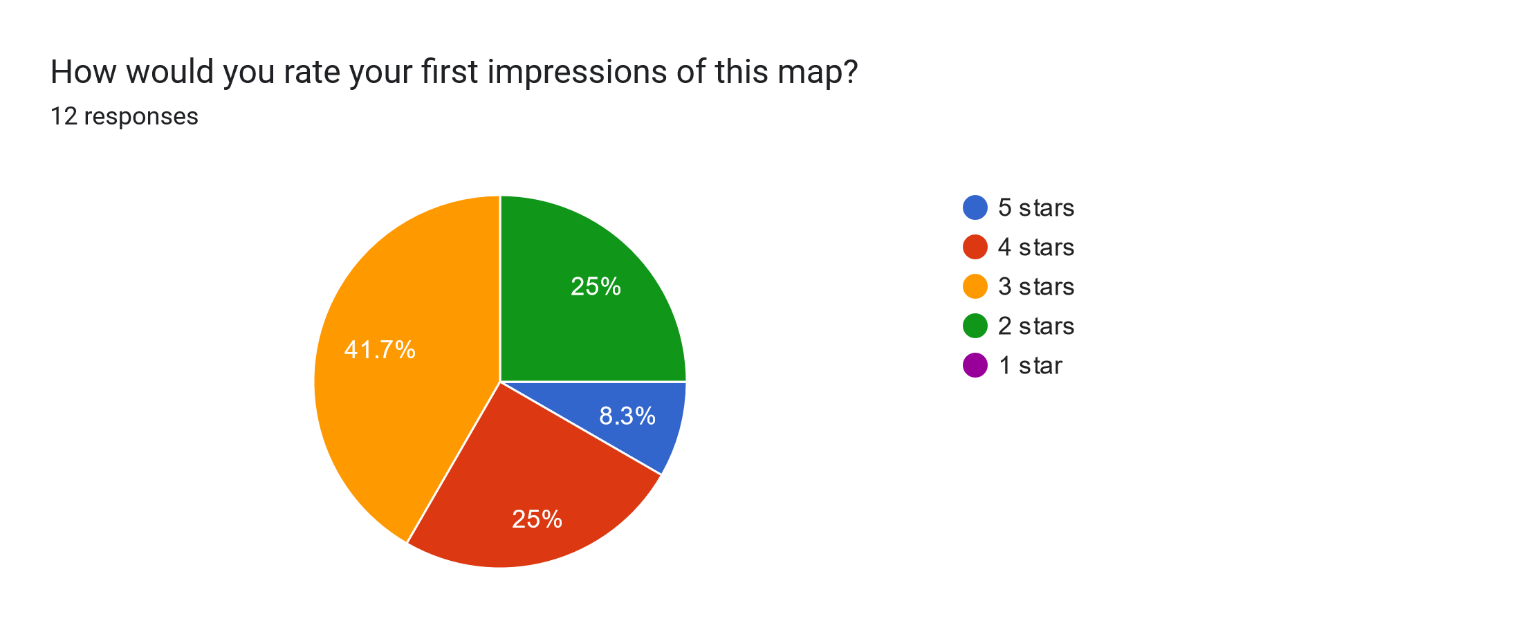 How would you rate your first impressions of this map?
12 responses
25%
41.7%
8.3%
25%
5 stars
4 stars
3 stars
2 stars
1 star